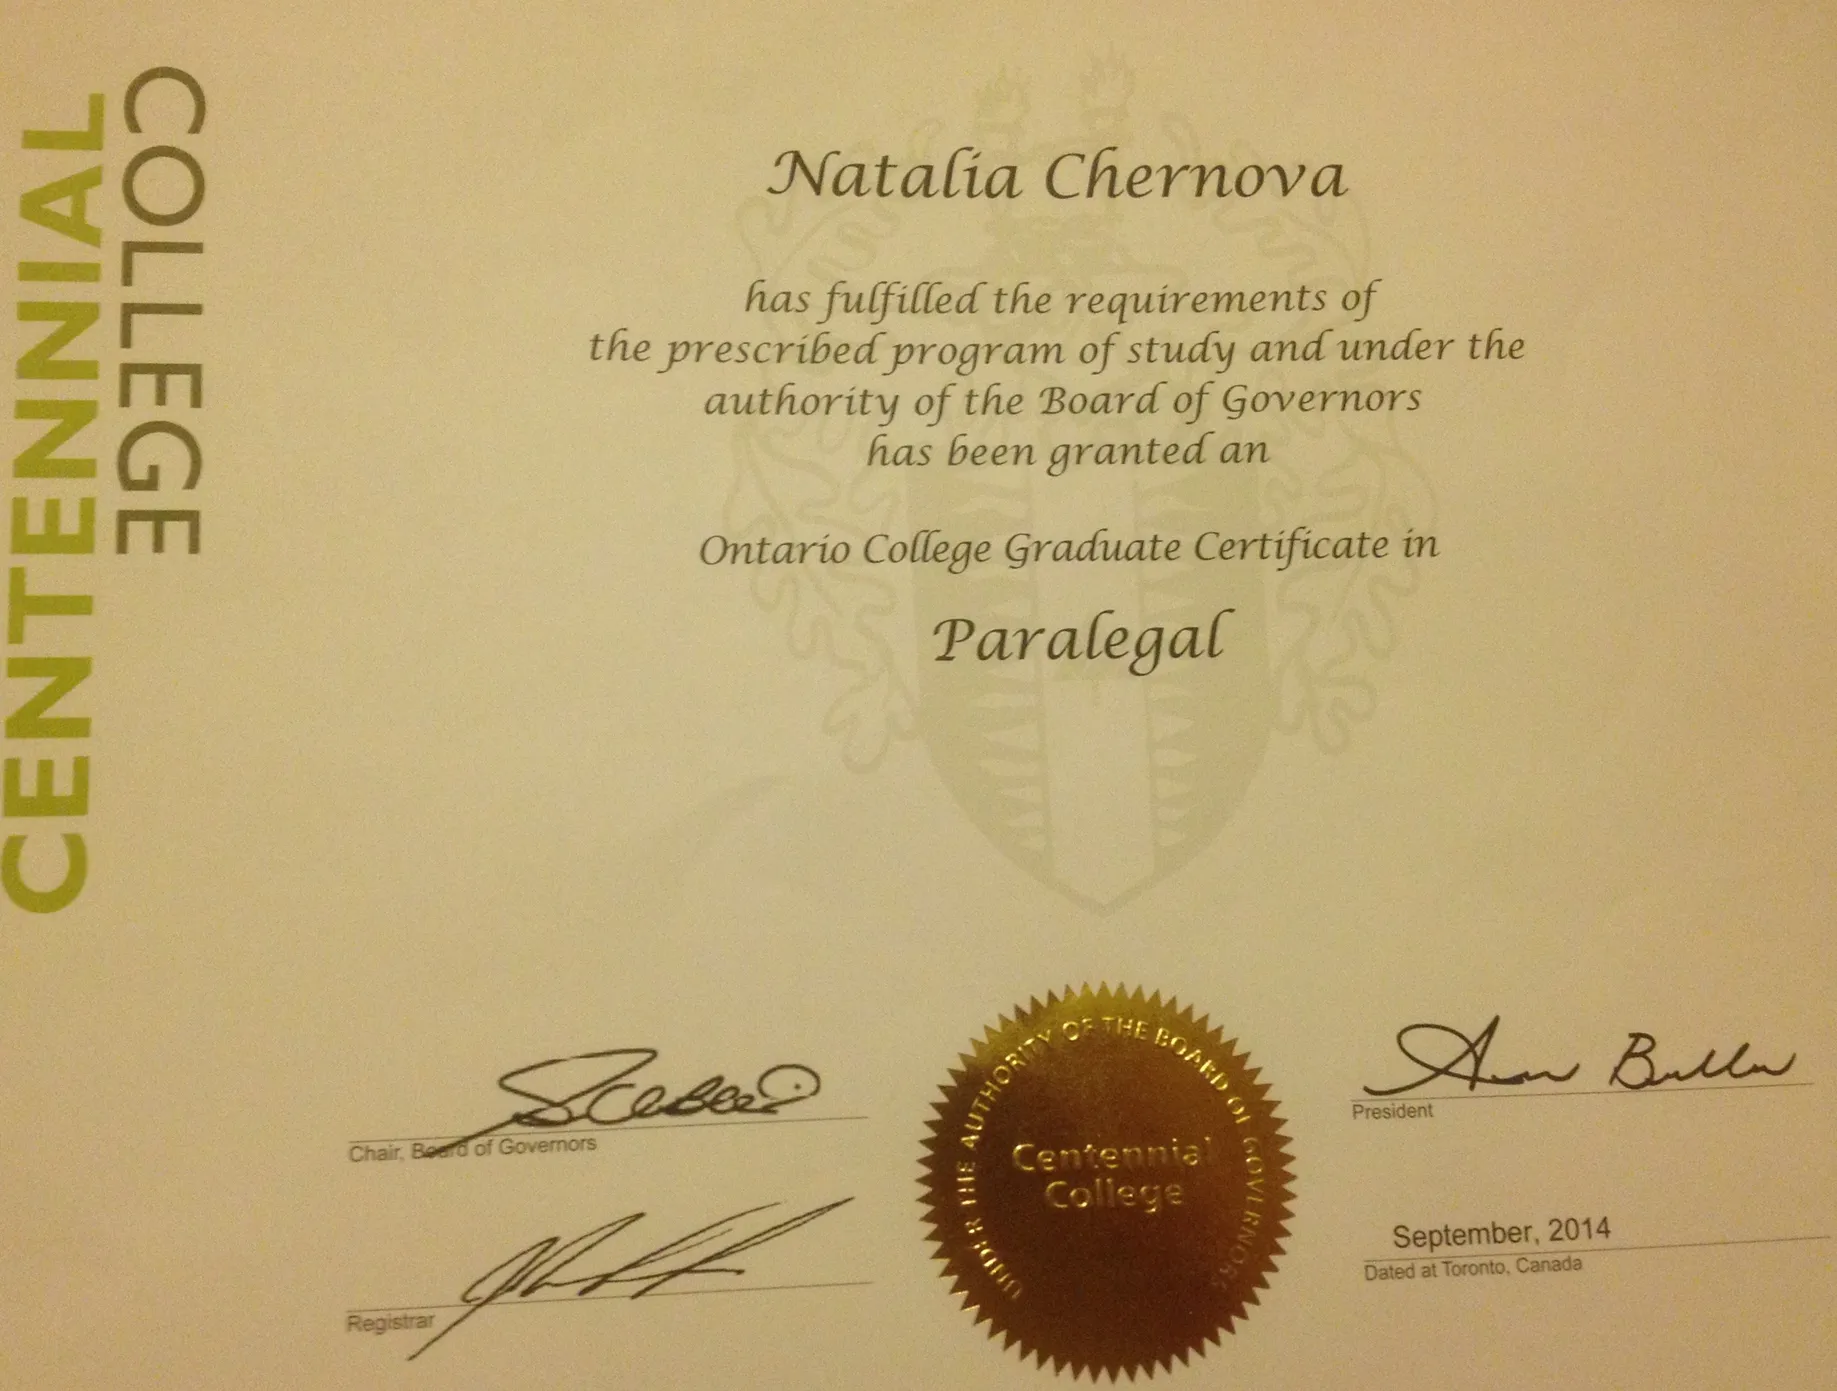 CENTENNIAL
COLLEGE
Natalia Chernova
has fulfilled the requirements of
the prescribed program of study and under the
authority of the Board of Governors
has been granted an
Ontario College Graduate Certificate in
Paralegal
Chair, Board of Governors
Registrar
UNDER THE AUTHORITY OF THE BOARD OF GOVERNORS
Centennial
College
President
September, 2014
Dated at Toronto, Canada